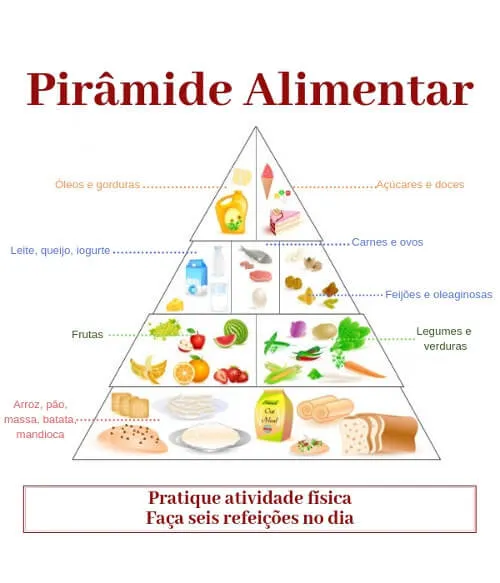 Pirâmide Alimentar
Óleos e gorduras
Açúcares e doces
Leite, queijo, iogurte
Carnes e ovos
Feijões e oleaginosas
Frutas
Legumes e
verduras
Arroz, pão,
massa, batata,
mandioca
Oat
Meal
Pratique atividade física
Faça seis refeições no dia